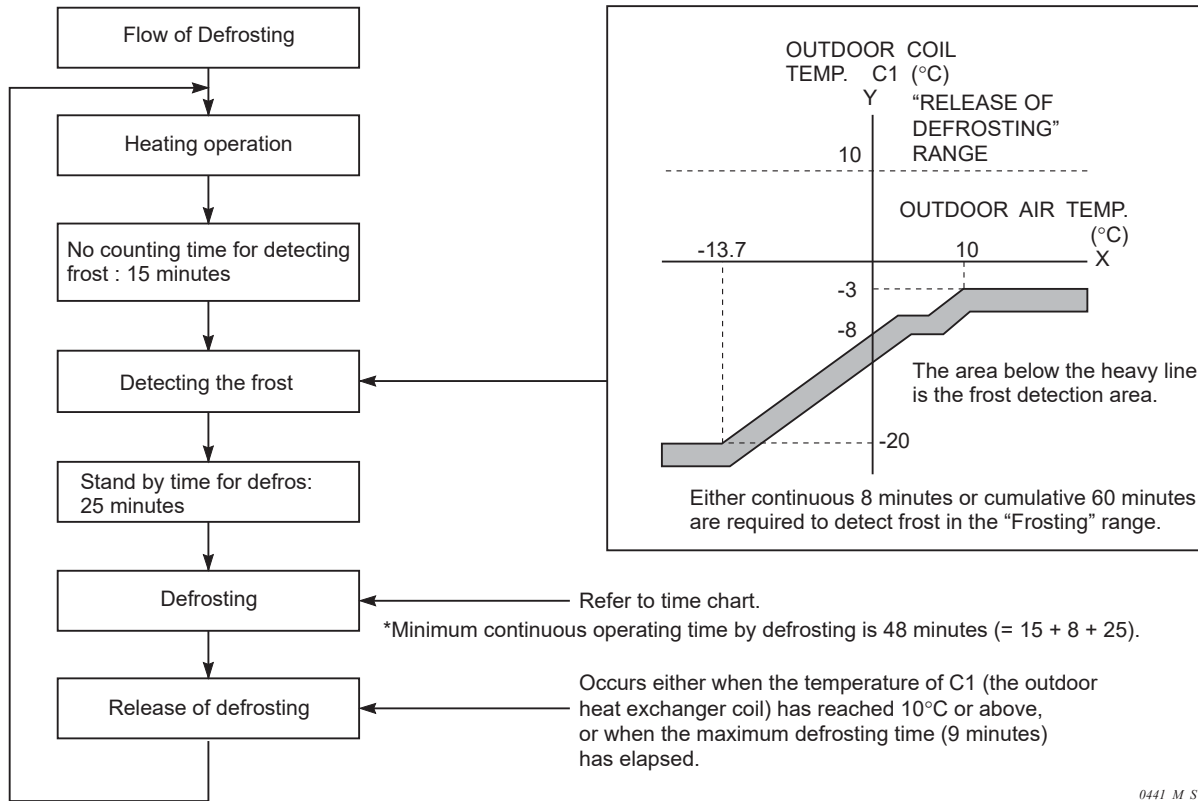 Flow of Defrosting
Heating operation
No counting time for detecting
frost : 15 minutes
Detecting the frost
Stand by time for defros:
25 minutes
Defrosting
Release of defrosting
OUTDOOR COIL
TEMP. C1 (°C)
Y
“RELEASE OF
DEFROSTING”
RANGE
10
OUTDOOR AIR TEMP.
(°C)
X
-13.7
10
-3
-8
-20
The area below the heavy line
is the frost detection area.
Either continuous 8 minutes or cumulative 60 minutes
are required to detect frost in the “Frosting” range.
Refer to time chart.
*Minimum continuous operating time by defrosting is 48 minutes (= 15 + 8 + 25).
Occurs either when the temperature of C1 (the outdoor
heat exchanger coil) has reached 10°C or above,
or when the maximum defrosting time (9 minutes)
has elapsed.
0441_M_S